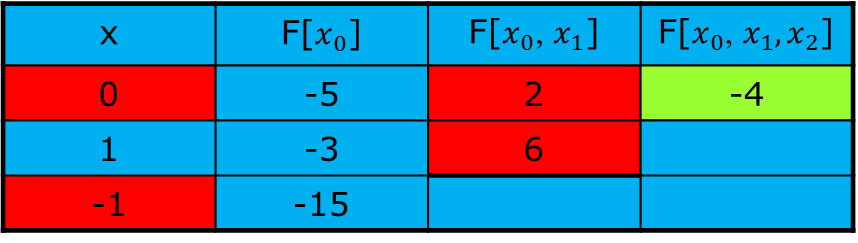 x F[x₀] F[x₀, x₁] F[x₀, x₁, x₂]
0 -5 2 -4
1 -3 6
-1 -15